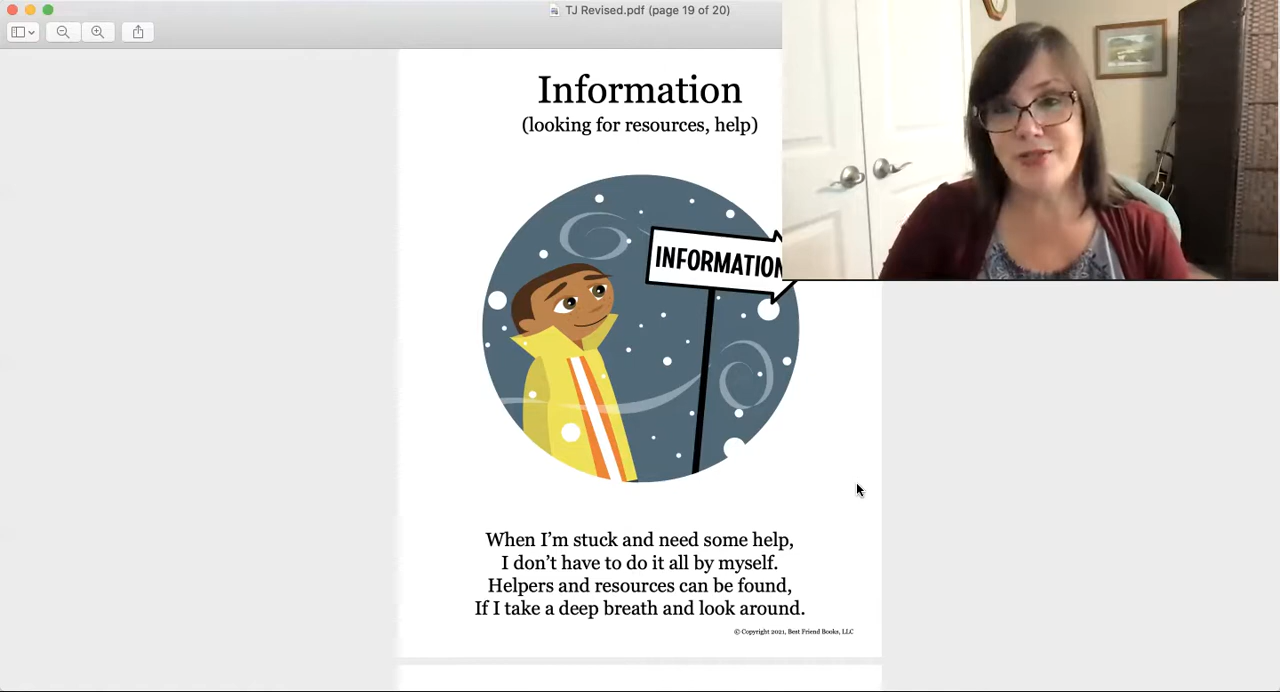 TJ Revised.pdf (page 19 of 20)
Information
(looking for resources, help)
INFORMATION
When I’m stuck and need some help,
I don’t have to do it all by myself.
Helpers and resources can be found,
If I take a deep breath and look around.
© Copyright 2021, Best Friend Books, LLC